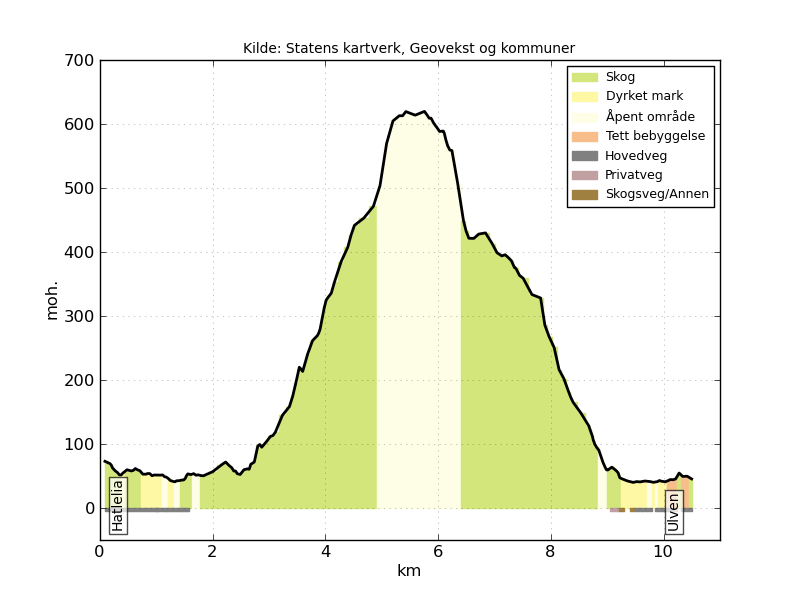 Kilde: Statens kartverk, Geovekst og kommuner
700
600
500
400
300
200
100
0
moh.
Skog
Dyrket mark
Åpent område
Tett bebyggelse
Hovedveg
Privatveg
Skogsveg/Annen
Hatlelia
Ulven
0
2
4
6
8
10
km